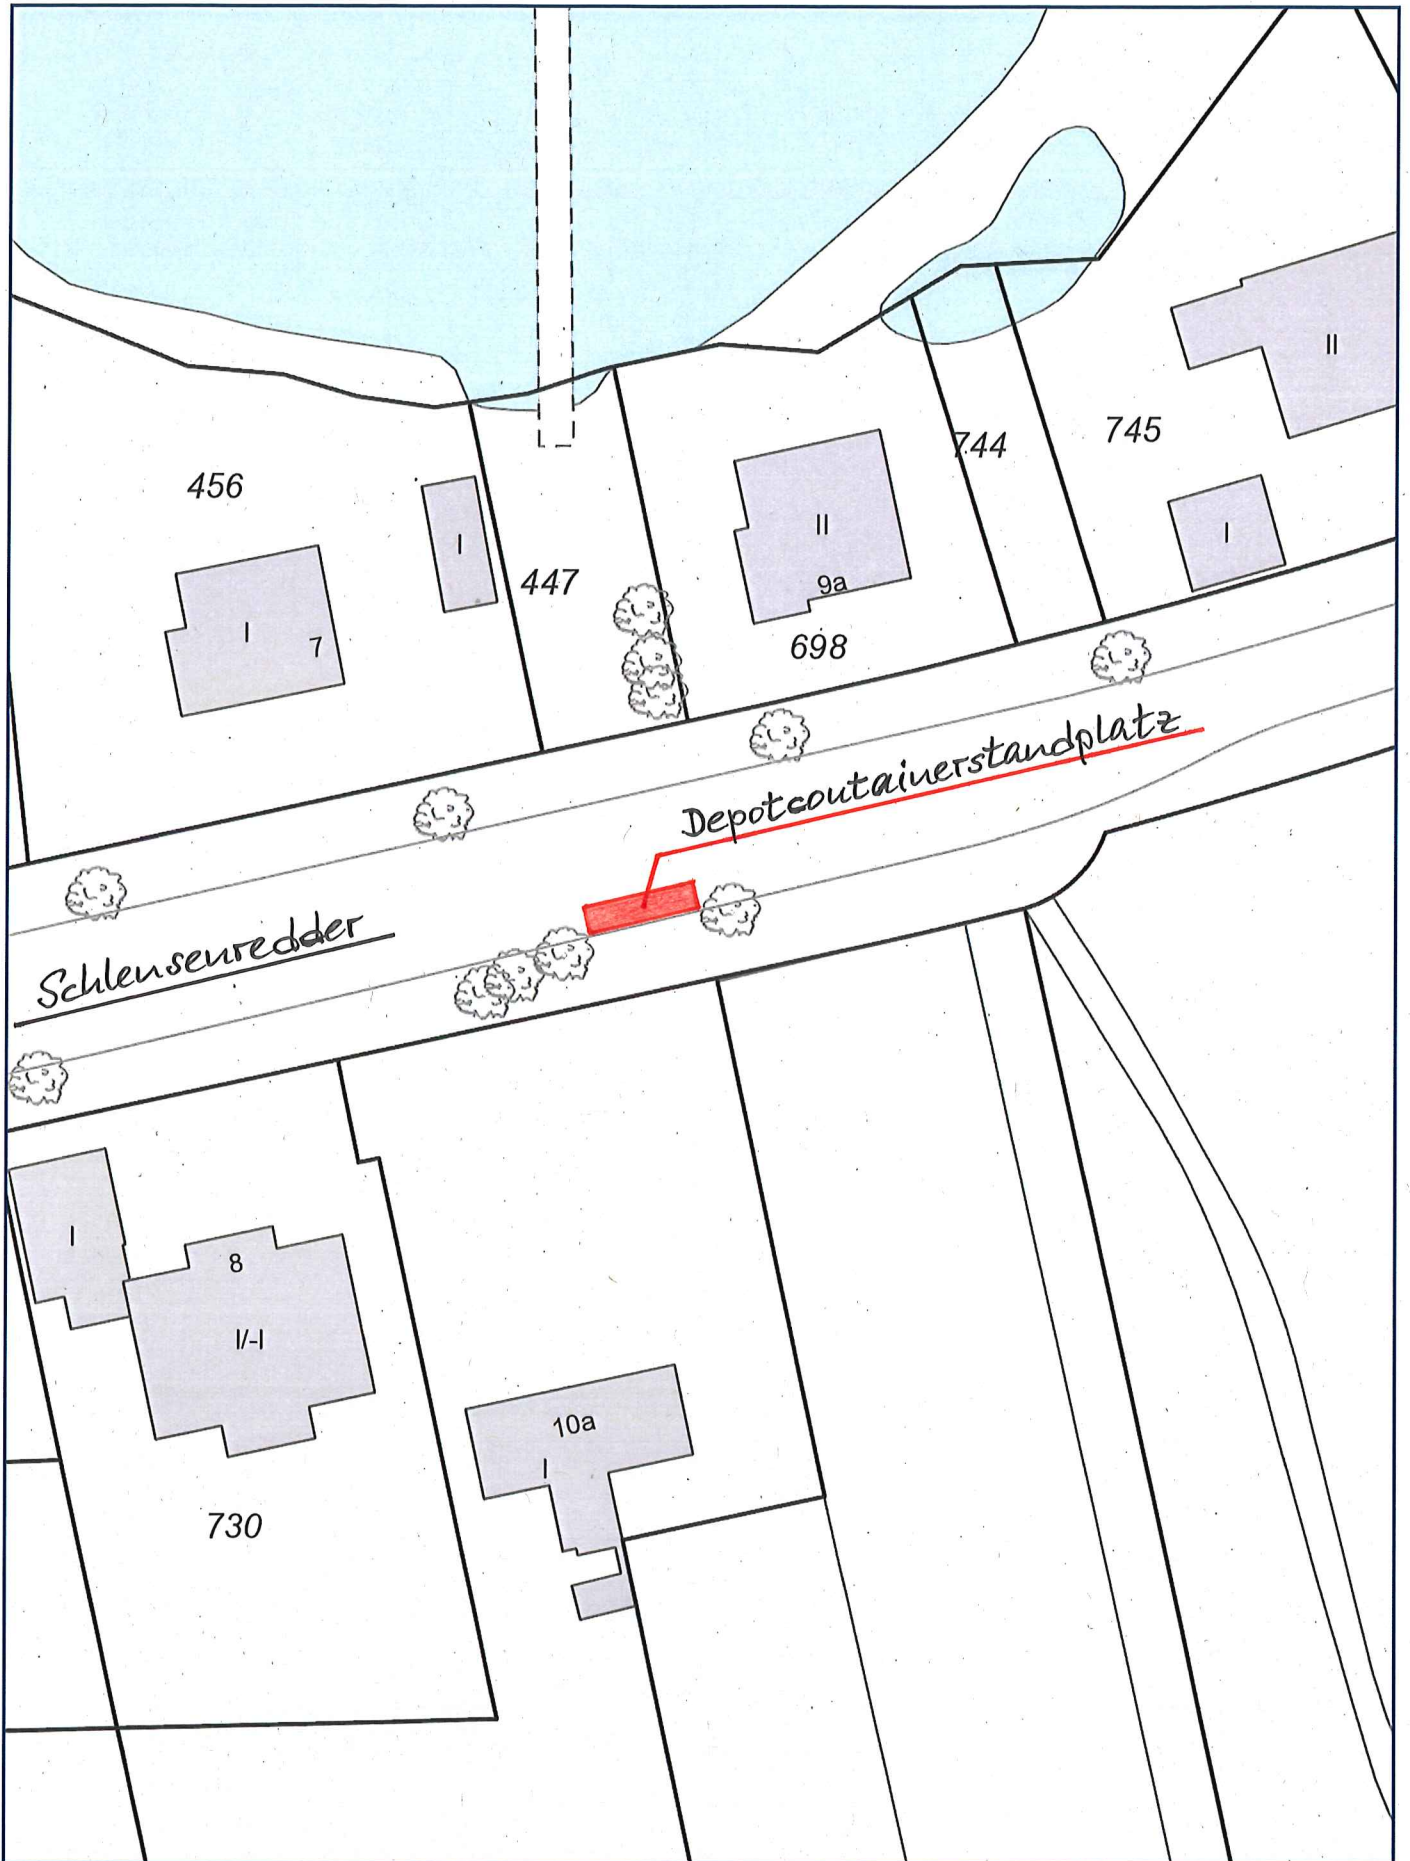 II
744
745
456
I
II
I
447
9a
I
7
698
Depotcontainerstandplatz
Schleusenredder
I
8
I/-I
10a
I
730